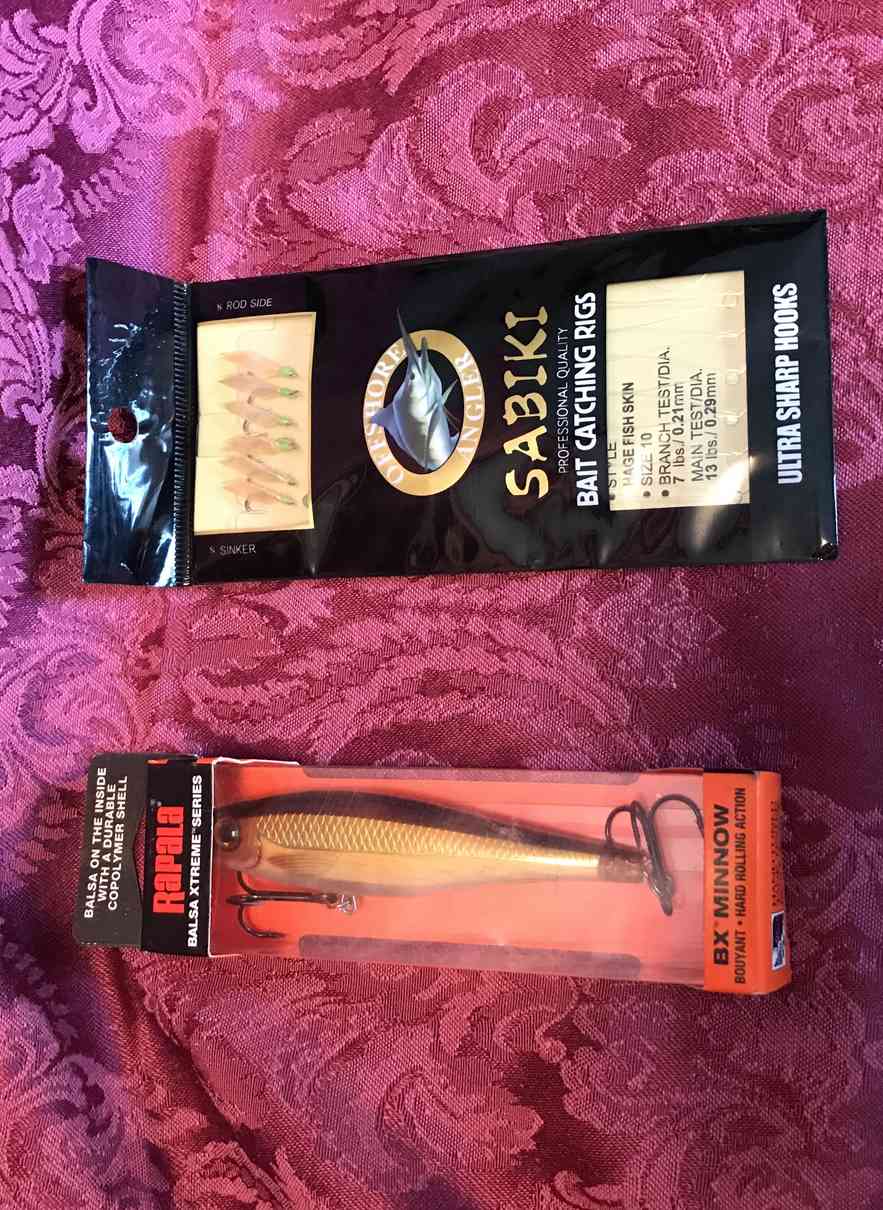 ROD SIDE
SINKER
OFFSHORE
ANGLER
SABIKI
PROFESSIONAL QUALITY
BAIT CATCHING RIGS
• STYLE
HAGE FISH SKIN
• SIZE 10
• BRANCH TEST/DIA.
7 lbs./ 0.21mm
MAIN TEST/DIA.
13 lbs./ 0.29mm
ULTRA SHARP HOOKS
BALSA ON THE INSIDE
WITH A DURABLE
COPOLYMER SHELL
Rapala
BALSA XTREME™ SERIES
BX™ MINNOW
BOUYANT • HARD ROLLING ACTION